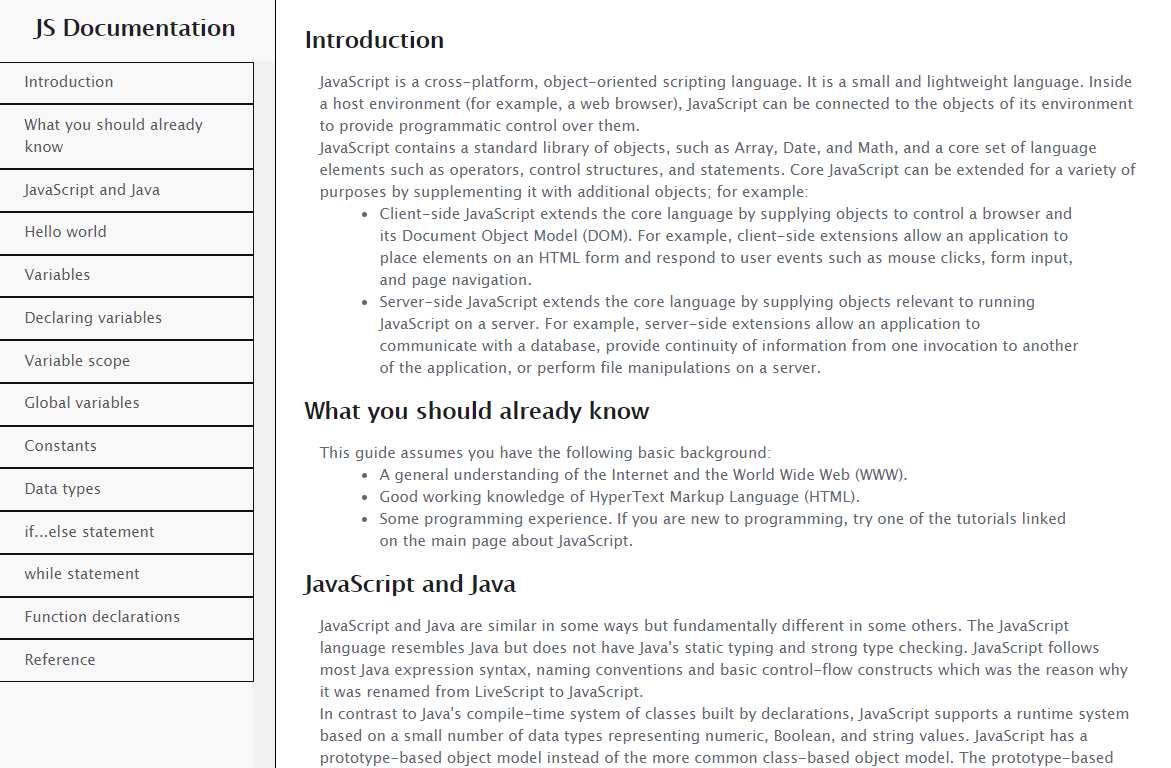 JS Documentation
Introduction
What you should already
know
JavaScript and Java
Hello world
Variables
Declaring variables
Variable scope
Global variables
Constants
Data types
if...else statement
while statement
Function declarations
Reference
Introduction
JavaScript is a cross-platform, object-oriented scripting language. It is a small and lightweight language. Inside
a host environment (for example, a web browser), JavaScript can be connected to the objects of its environment
to provide programmatic control over them.
JavaScript contains a standard library of objects, such as Array, Date, and Math, and a core set of language
elements such as operators, control structures, and statements. Core JavaScript can be extended for a variety of
purposes by supplementing it with additional objects; for example:
• Client-side JavaScript extends the core language by supplying objects to control a browser and
its Document Object Model (DOM). For example, client-side extensions allow an application to
place elements on an HTML form and respond to user events such as mouse clicks, form input,
and page navigation.
• Server-side JavaScript extends the core language by supplying objects relevant to running
JavaScript on a server. For example, server-side extensions allow an application to
communicate with a database, provide continuity of information from one invocation to another
of the application, or perform file manipulations on a server.
What you should already know
This guide assumes you have the following basic background:
• A general understanding of the Internet and the World Wide Web (WWW).
• Good working knowledge of HyperText Markup Language (HTML).
• Some programming experience. If you are new to programming, try one of the tutorials linked
on the main page about JavaScript.
JavaScript and Java
JavaScript and Java are similar in some ways but fundamentally different in some others. The JavaScript
language resembles Java but does not have Java's static typing and strong type checking. JavaScript follows
most Java expression syntax, naming conventions and basic control-flow constructs which was the reason why
it was renamed from LiveScript to JavaScript.
In contrast to Java's compile-time system of classes built by declarations, JavaScript supports a runtime system
based on a small number of data types representing numeric, Boolean, and string values. JavaScript has a
prototype-based object model instead of the more common class-based object model. The prototype-based